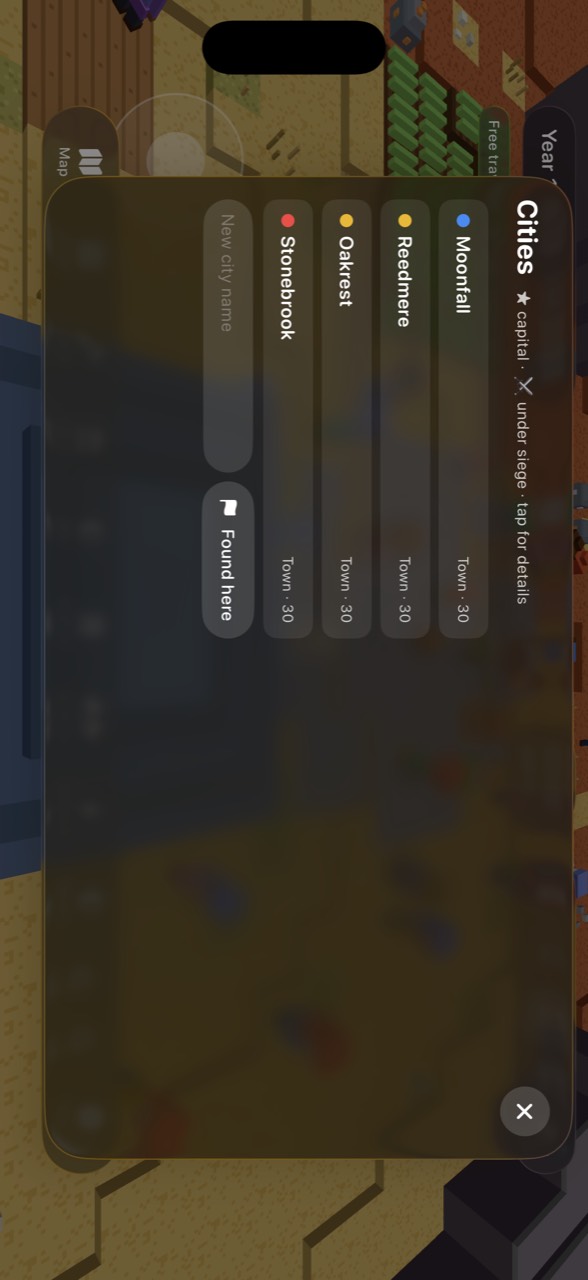 Year
Free tra
Map
Cities ★ capital · ⚔ under siege · tap for details
Moonfall Town · 30
Reedmere Town · 30
Oakrest Town · 30
Stonebrook Town · 30
New city name Found here